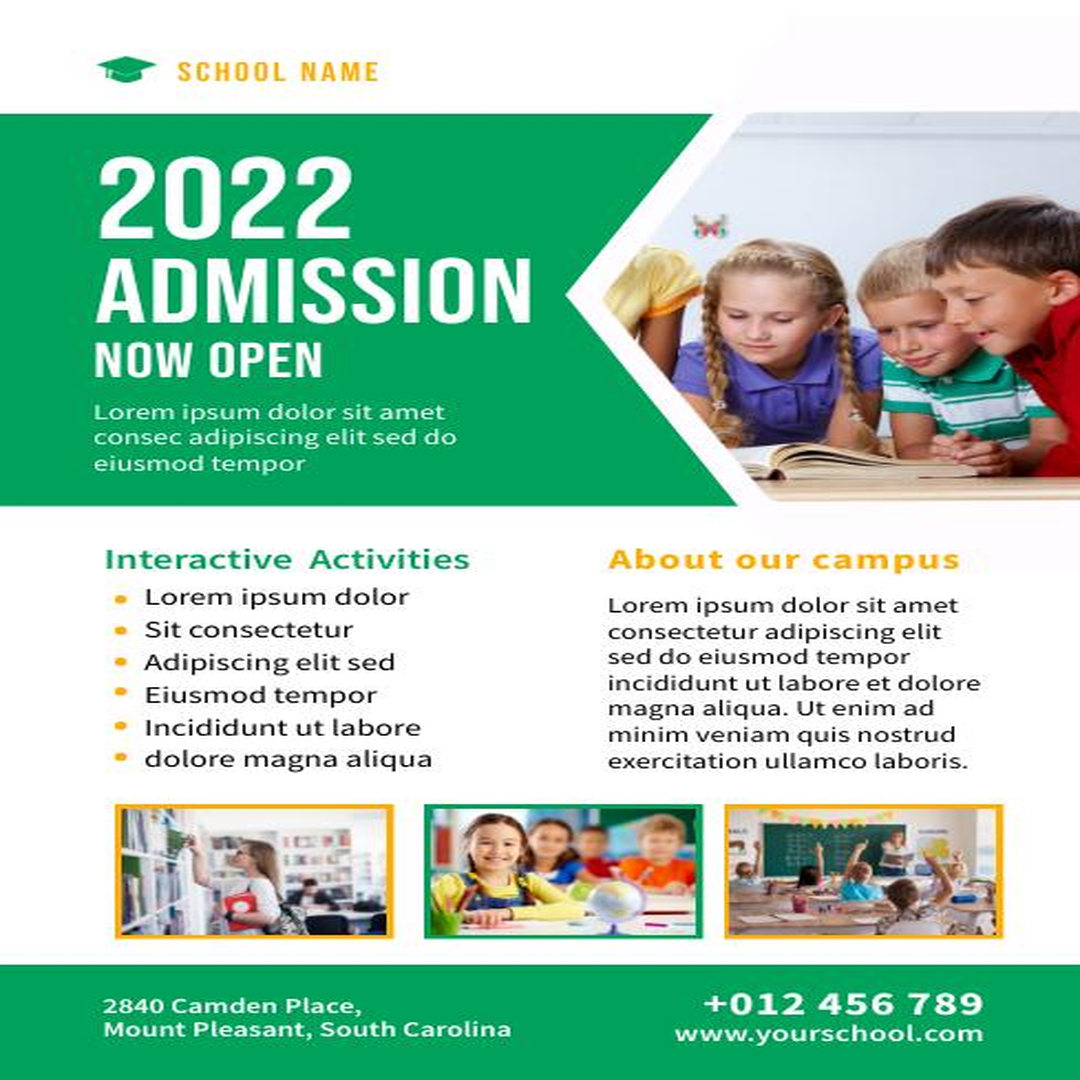 SCHOOL NAME
2022
ADMISSION
NOW OPEN
Lorem ipsum dolor sit amet
consec adipiscing elit sed do
eiusmod tempor
Interactive Activities
Lorem ipsum dolor
Sit consectetur
Adipiscing elit sed
Eiusmod tempor
Incididunt ut labore
dolore magna aliqua
About our campus
Lorem ipsum dolor sit amet
consectetur adipiscing elit
sed do eiusmod tempor
incididunt ut labore et dolore
magna aliqua. Ut enim ad
minim veniam quis nostrud
exercitation ullamco laboris.
2840 Camden Place,
Mount Pleasant, South Carolina
+012 456 789
www.yourschool.com